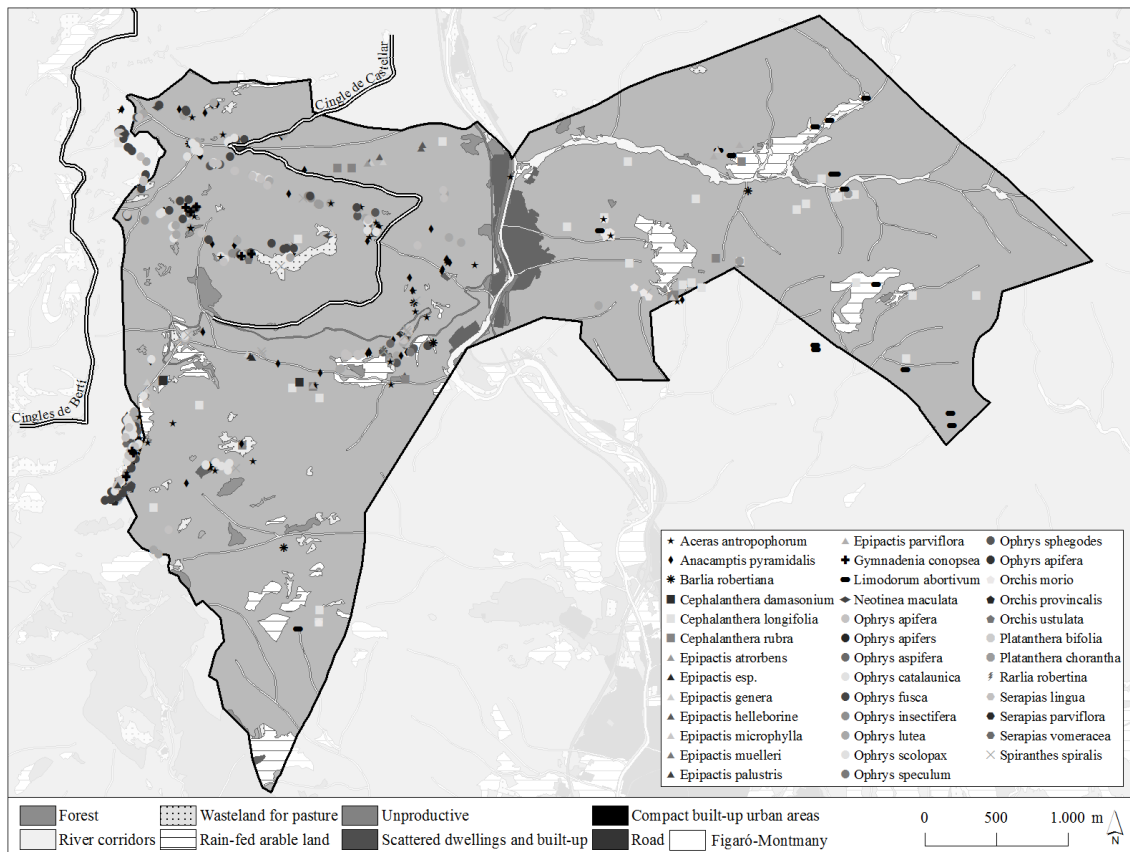 Cingle de Castellar
Cingles de Bertí
Aceras antropophorum
Anacamptis pyramidalis
Barlia robertiana
Cephalanthera damasonium
Cephalanthera longifolia
Cephalanthera rubra
Epipactis atrorbens
Epipactis esp.
Epipactis genera
Epipactis helleborine
Epipactis microphylla
Epipactis muelleri
Epipactis palustris
Epipactis parviflora
Gymnadenia conopsea
Limodorum abortivum
Neotinea maculata
Ophrys apifera
Ophrys apifers
Ophrys aspifera
Ophrys catalaunica
Ophrys fusca
Ophrys insectifera
Ophrys lutea
Ophrys scolopax
Ophrys speculum
Ophrys sphegodes
Ophyrs apifera
Orchis morio
Orchis provincalis
Orchis ustulata
Platanthera bifolia
Platanthera chorantha
Rarlia robertina
Serapias lingua
Serapias parviflora
Serapias vomeracea
Spiranthes spiralis
Forest
Wasteland for pasture
Unproductive
Compact built-up urban areas
River corridors
Rain-fed arable land
Scattered dwellings and built-up
Road
Figaró-Montmany
0 500 1.000 m
N